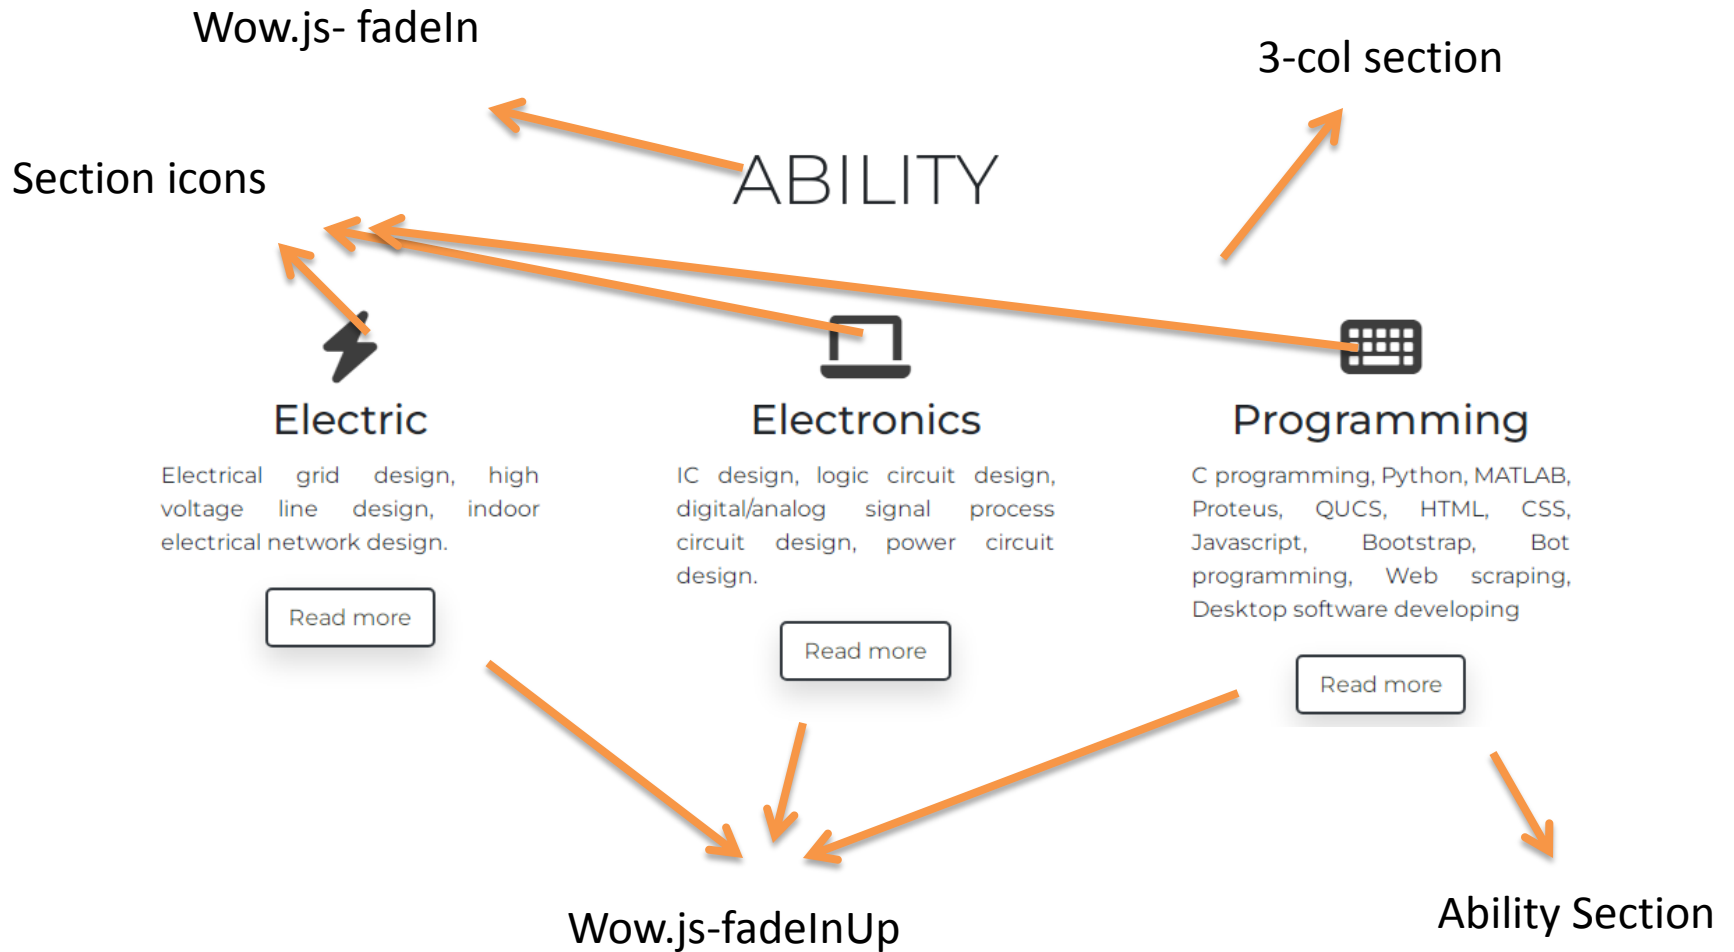 Wow.js- fadeIn
3-col section
Section icons
ABILITY
Electric
Electrical grid design, high
voltage line design, indoor
electrical network design.
Read more
Electronics
IC design, logic circuit design,
digital/analog signal process
circuit design, power circuit
design.
Read more
Programming
C programming, Python, MATLAB,
Proteus, QUCS, HTML, CSS,
Javascript, Bootstrap, Bot
programming, Web scraping,
Desktop software developing
Read more
Wow.js-fadeInUp
Ability Section